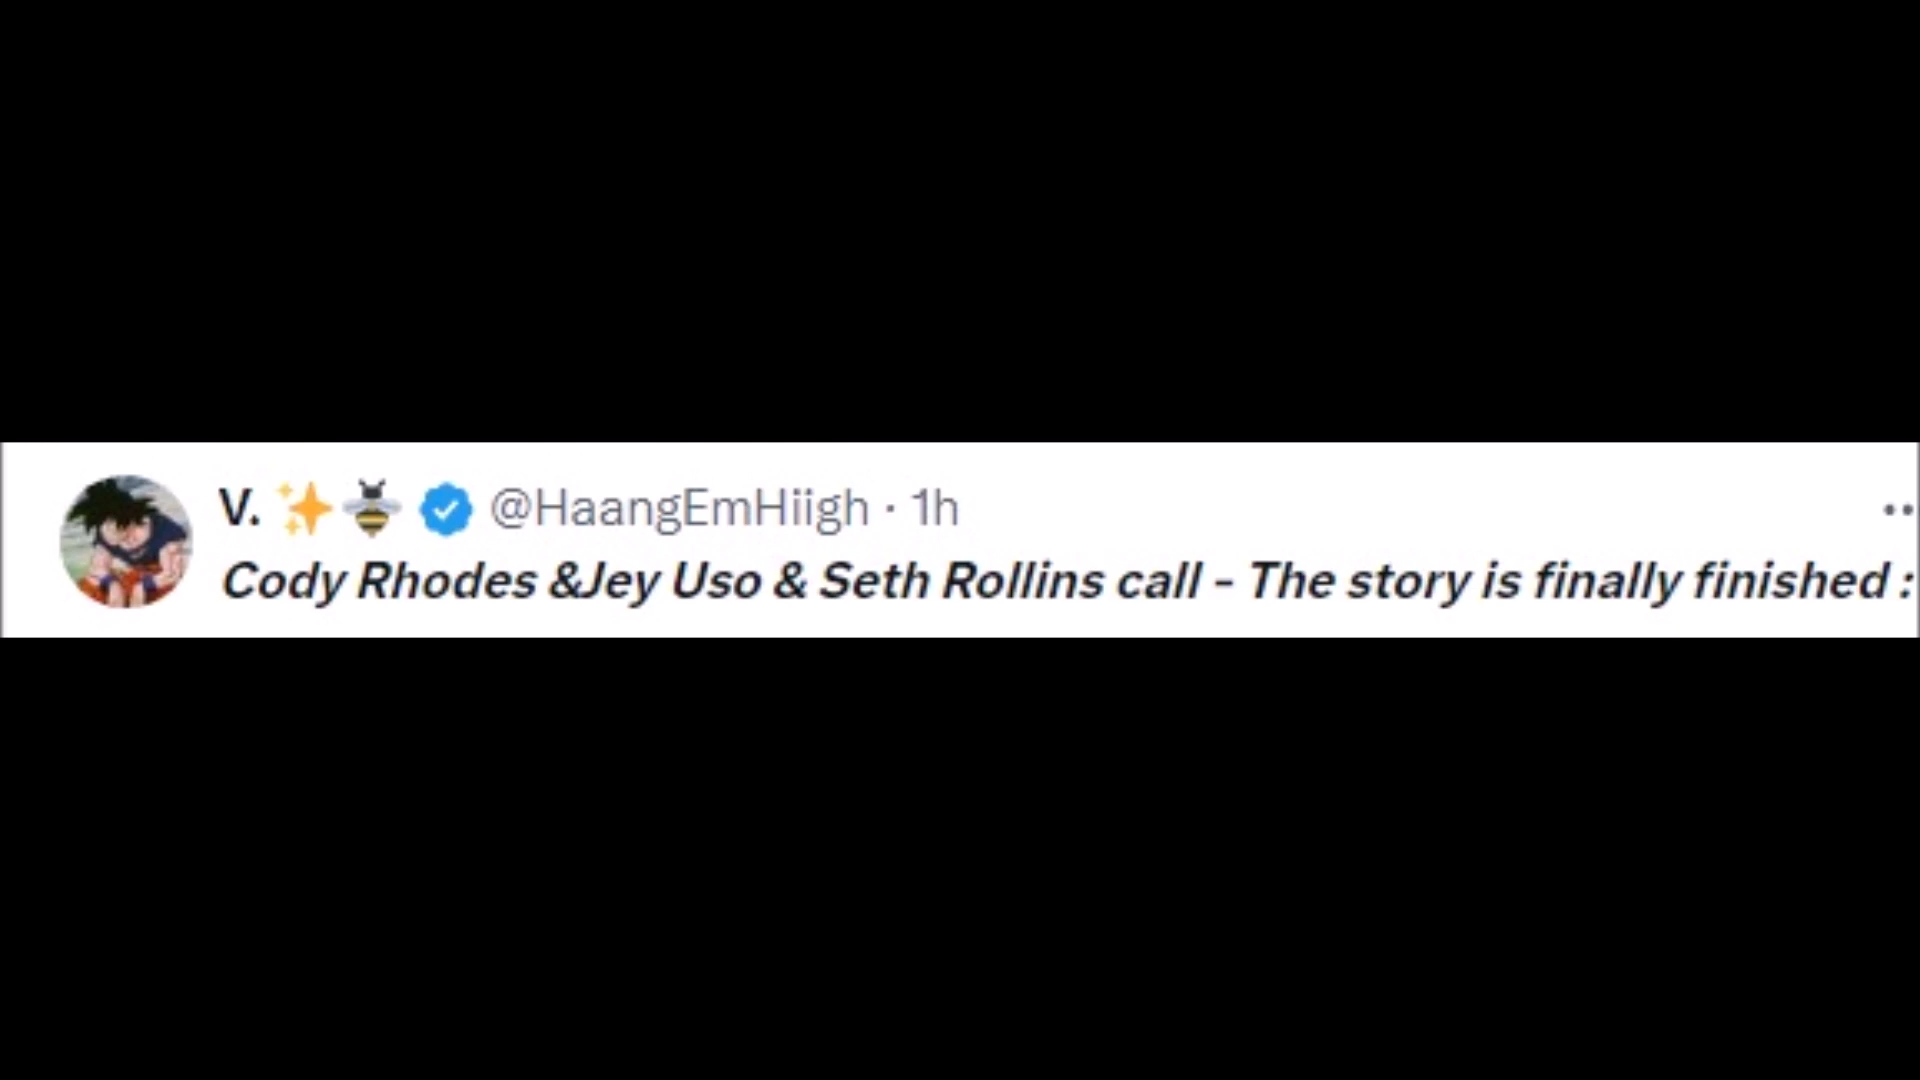 V. ✨🐝 @HaangEmHiigh · 1h
Cody Rhodes &Jey Uso & Seth Rollins call - The story is finally finished :